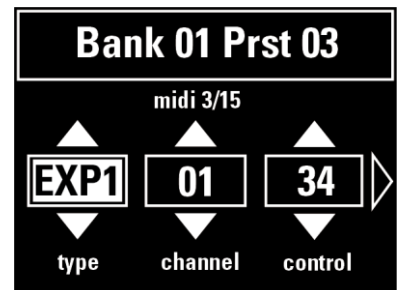 Bank 01 Prst 03
midi 3/15
EXP1 01 34
type channel control